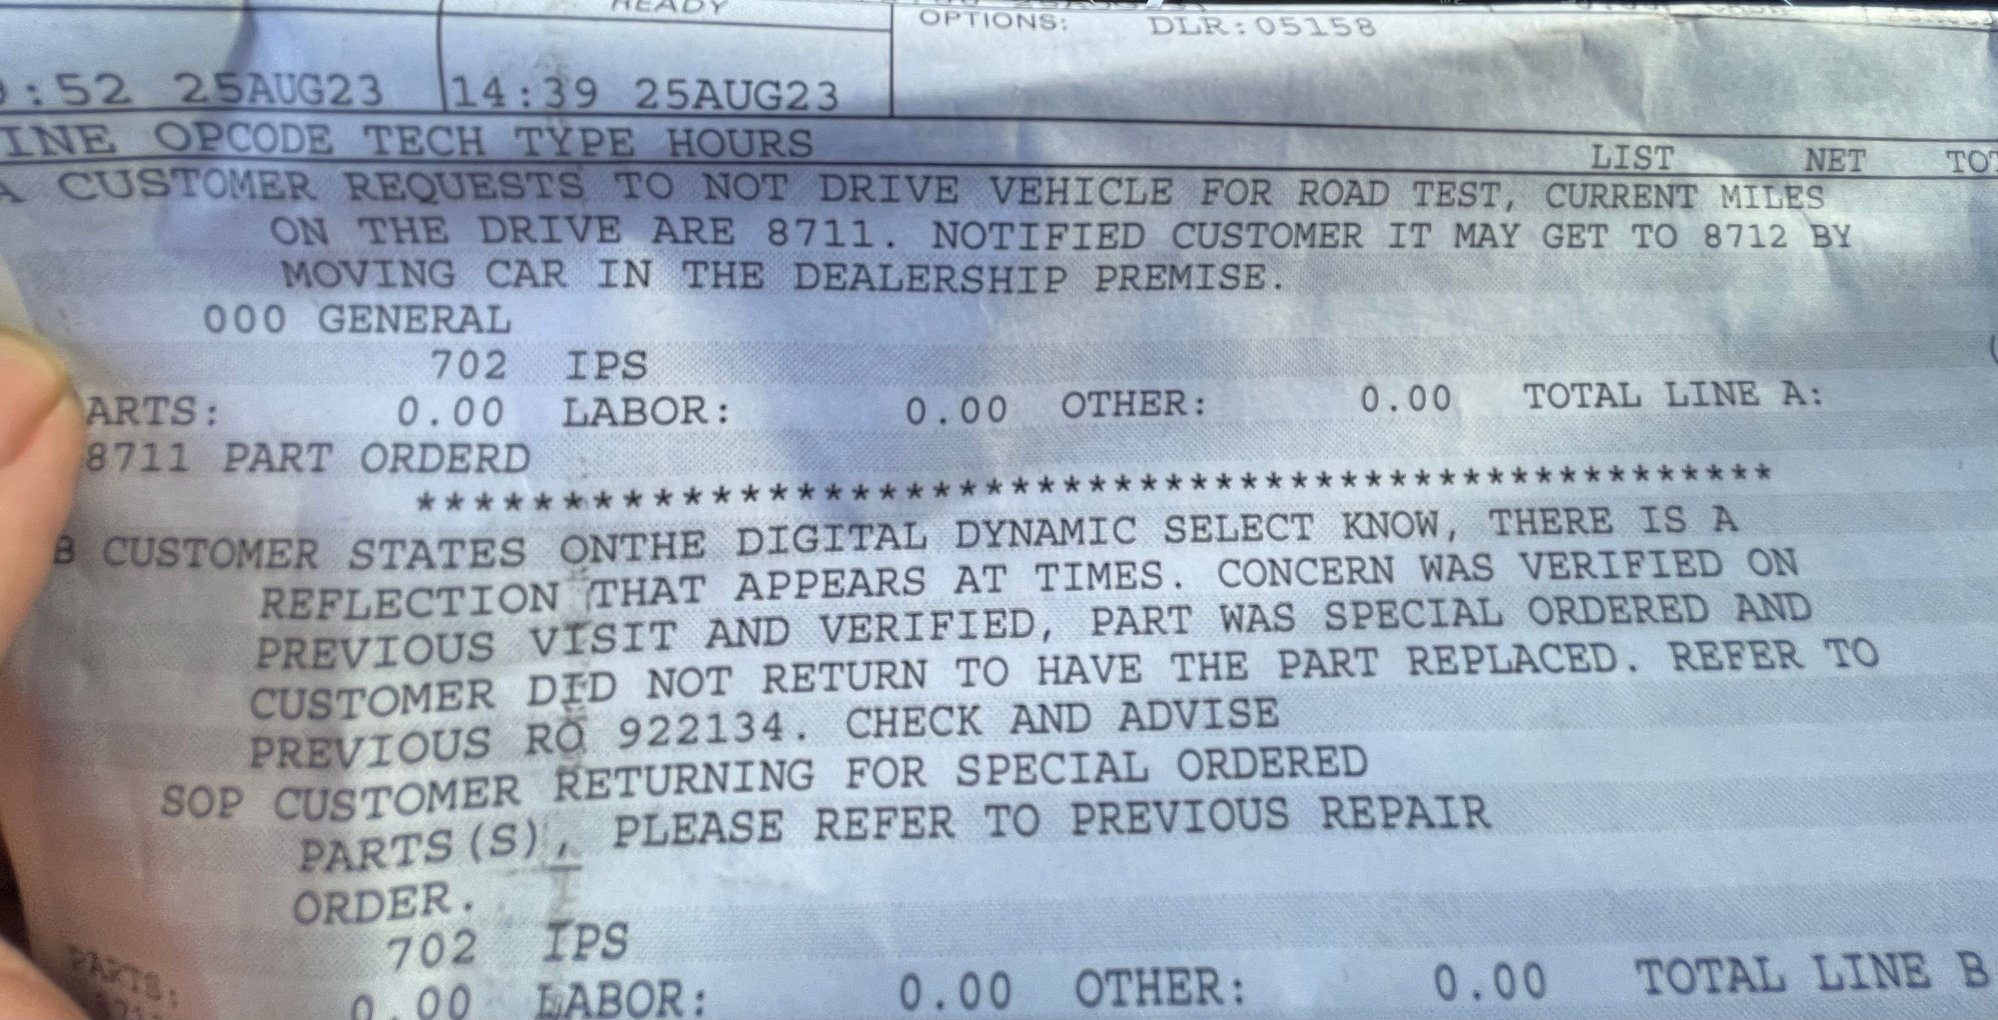 READY
OPTIONS: DLR:05158
:52 25AUG23 14:39 25AUG23
INE OPCODE TECH TYPE HOURS LIST NET TOT
A CUSTOMER REQUESTS TO NOT DRIVE VEHICLE FOR ROAD TEST, CURRENT MILES
ON THE DRIVE ARE 8711. NOTIFIED CUSTOMER IT MAY GET TO 8712 BY
MOVING CAR IN THE DEALERSHIP PREMISE.
000 GENERAL
702 IPS
ARTS: 0.00 LABOR: 0.00 OTHER: 0.00 TOTAL LINE A:
8711 PART ORDERD
**************************************************
B CUSTOMER STATES ONTHE DIGITAL DYNAMIC SELECT KNOW, THERE IS A
REFLECTION THAT APPEARS AT TIMES. CONCERN WAS VERIFIED ON
PREVIOUS VISIT AND VERIFIED, PART WAS SPECIAL ORDERED AND
CUSTOMER DID NOT RETURN TO HAVE THE PART REPLACED. REFER TO
PREVIOUS RO 922134. CHECK AND ADVISE
SOP CUSTOMER RETURNING FOR SPECIAL ORDERED
PARTS(S), PLEASE REFER TO PREVIOUS REPAIR
ORDER.
702 IPS
PARTS: 0.00 LABOR: 0.00 OTHER: 0.00 TOTAL LINE B